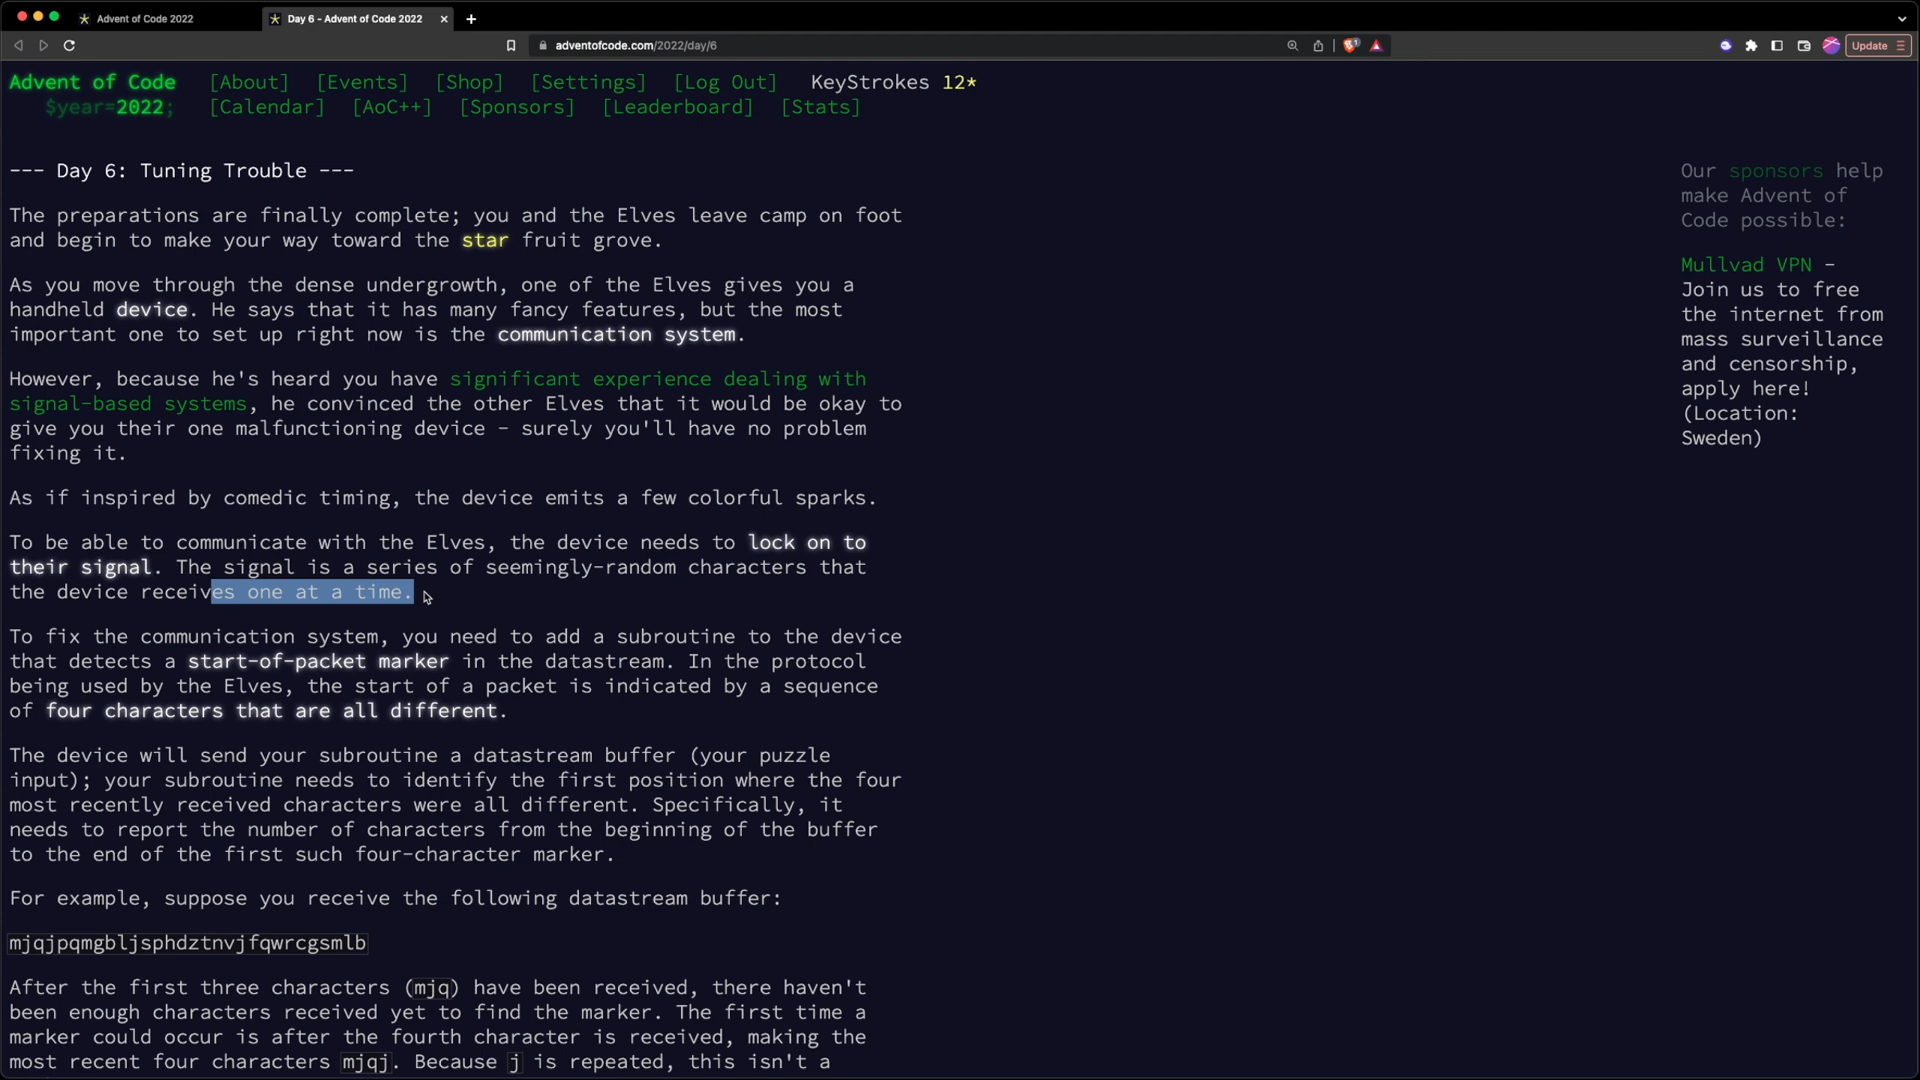 Advent of Code 2022
Day 6 - Advent of Code 2022
adventofcode.com/2022/day/6
Update
Advent of Code [About] [Events] [Shop] [Settings] [Log Out] KeyStrokes 12*
$year=2022; [Calendar] [AoC++] [Sponsors] [Leaderboard] [Stats]
--- Day 6: Tuning Trouble ---
The preparations are finally complete; you and the Elves leave camp on foot
and begin to make your way toward the star fruit grove.
As you move through the dense undergrowth, one of the Elves gives you a
handheld device. He says that it has many fancy features, but the most
important one to set up right now is the communication system.
However, because he's heard you have significant experience dealing with
signal-based systems, he convinced the other Elves that it would be okay to
give you their one malfunctioning device - surely you'll have no problem
fixing it.
As if inspired by comedic timing, the device emits a few colorful sparks.
To be able to communicate with the Elves, the device needs to lock on to
their signal. The signal is a series of seemingly-random characters that
the device receives one at a time.
To fix the communication system, you need to add a subroutine to the device
that detects a start-of-packet marker in the datastream. In the protocol
being used by the Elves, the start of a packet is indicated by a sequence
of four characters that are all different.
The device will send your subroutine a datastream buffer (your puzzle
input); your subroutine needs to identify the first position where the four
most recently received characters were all different. Specifically, it
needs to report the number of characters from the beginning of the buffer
to the end of the first such four-character marker.
For example, suppose you receive the following datastream buffer:
mjqjpqmgbljsphdztnvjfqwrcgsmlb
After the first three characters (mjq) have been received, there haven't
been enough characters received yet to find the marker. The first time a
marker could occur is after the fourth character is received, making the
most recent four characters mjqj. Because j is repeated, this isn't a
Our sponsors help
make Advent of
Code possible:
Mullvad VPN -
Join us to free
the internet from
mass surveillance
and censorship,
apply here!
(Location:
Sweden)